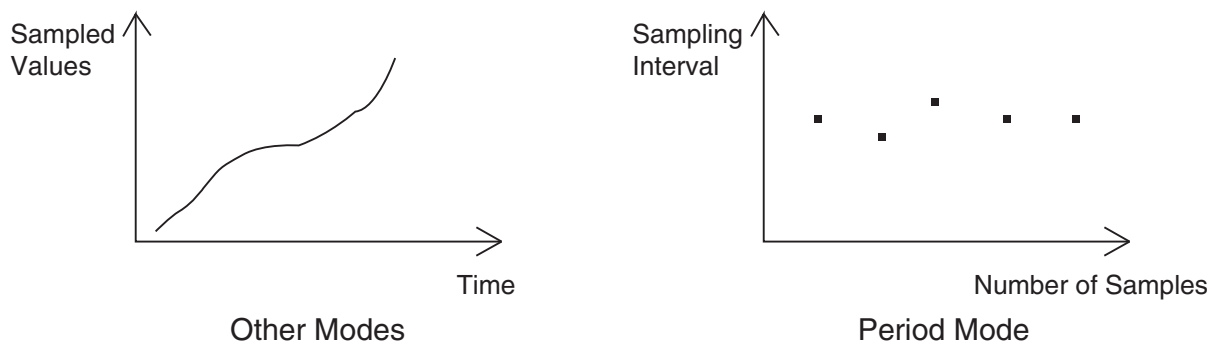 Sampled
Values
Time
Other Modes
Sampling
Interval
Number of Samples
Period Mode